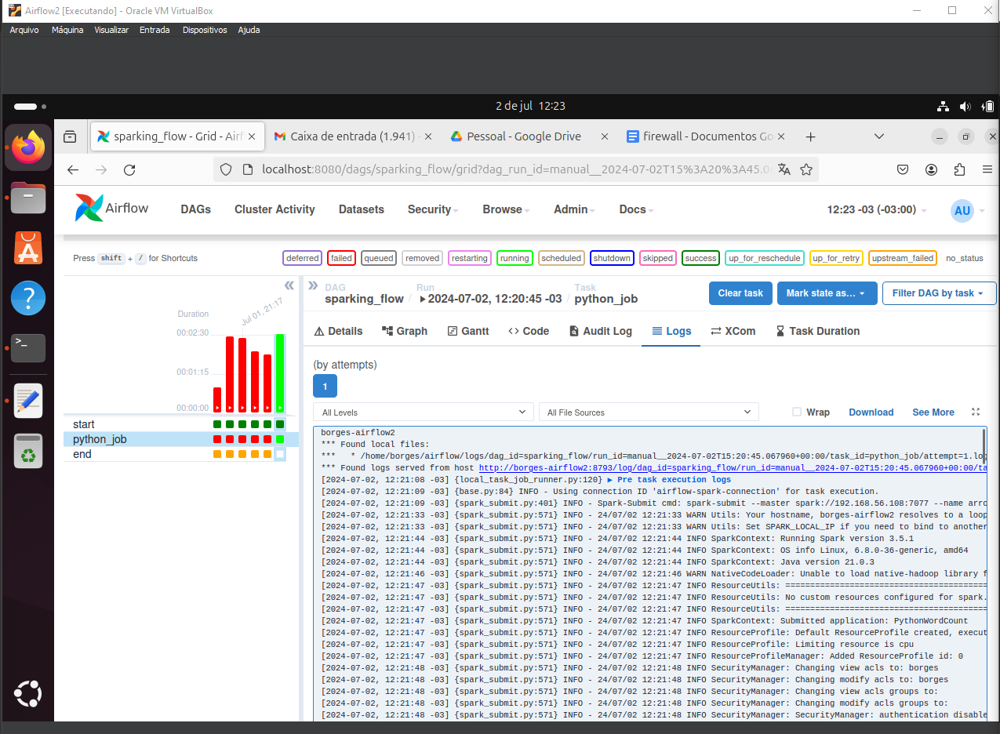 Airflow2 [Executando] - Oracle VM VirtualBox
Arquivo Máquina Visualizar Entrada Dispositivos Ajuda
2 de jul 12:23
sparking_flow - Grid - Airf
Caixa de entrada (1.941) -
Pessoal - Google Drive
firewall - Documentos Go
localhost:8080/dags/sparking_flow/grid?dag_run_id=manual__2024-07-02T15%3A20%3A45.0
Airflow DAGs Cluster Activity Datasets Security Browse Admin Docs 12:23 -03 (-03:00) AU
Press shift + / for Shortcuts
deferred failed queued removed restarting running scheduled shutdown skipped success up_for_reschedule up_for_retry upstream_failed no_status
DAG
sparking_flow
/
Run
2024-07-02, 12:20:45 -03
/
Task
python_job
Clear task Mark state as... Filter DAG by task
Duration
Jul 01, 21:17
00:02:30
00:01:15
00:00:00
start
python_job
end
Details Graph Gantt Code Audit Log Logs XCom Task Duration
(by attempts)
1
All Levels All File Sources Wrap Download See More
borges-airflow2
*** Found local files:
***   * /home/borges/airflow/logs/dag_id=sparking_flow/run_id=manual__2024-07-02T15:20:45.067960+00:00/task_id=python_job/attempt=1.lo
*** Found logs served from host http://borges-airflow2:8793/log/dag_id=sparking_flow/run_id=manual__2024-07-02T15:20:45.067960+00:00/ta
[2024-07-02, 12:21:08 -03] {local_task_job_runner.py:120} ▶ Pre task execution logs
[2024-07-02, 12:21:09 -03] {base.py:84} INFO - Using connection ID 'airflow-spark-connection' for task execution.
[2024-07-02, 12:21:09 -03] {spark_submit.py:401} INFO - Spark-Submit cmd: spark-submit --master spark://192.168.56.108:7077 --name arro
[2024-07-02, 12:21:33 -03] {spark_submit.py:571} INFO - 24/07/02 12:21:33 WARN Utils: Your hostname, borges-airflow2 resolves to a loop
[2024-07-02, 12:21:33 -03] {spark_submit.py:571} INFO - 24/07/02 12:21:33 WARN Utils: Set SPARK_LOCAL_IP if you need to bind to another
[2024-07-02, 12:21:44 -03] {spark_submit.py:571} INFO - 24/07/02 12:21:44 INFO SparkContext: Running Spark version 3.5.1
[2024-07-02, 12:21:44 -03] {spark_submit.py:571} INFO - 24/07/02 12:21:44 INFO SparkContext: OS info Linux, 6.8.0-36-generic, amd64
[2024-07-02, 12:21:44 -03] {spark_submit.py:571} INFO - 24/07/02 12:21:44 INFO SparkContext: Java version 21.0.3
[2024-07-02, 12:21:46 -03] {spark_submit.py:571} INFO - 24/07/02 12:21:46 WARN NativeCodeLoader: Unable to load native-hadoop library f
[2024-07-02, 12:21:47 -03] {spark_submit.py:571} INFO - 24/07/02 12:21:47 INFO ResourceUtils: =========================================
[2024-07-02, 12:21:47 -03] {spark_submit.py:571} INFO - 24/07/02 12:21:47 INFO ResourceUtils: No custom resources configured for spark.
[2024-07-02, 12:21:47 -03] {spark_submit.py:571} INFO - 24/07/02 12:21:47 INFO ResourceUtils: =========================================
[2024-07-02, 12:21:47 -03] {spark_submit.py:571} INFO - 24/07/02 12:21:47 INFO SparkContext: Submitted application: PythonWordCount
[2024-07-02, 12:21:47 -03] {spark_submit.py:571} INFO - 24/07/02 12:21:47 INFO ResourceProfile: Default ResourceProfile created, execut
[2024-07-02, 12:21:47 -03] {spark_submit.py:571} INFO - 24/07/02 12:21:47 INFO ResourceProfile: Limiting resource is cpu
[2024-07-02, 12:21:47 -03] {spark_submit.py:571} INFO - 24/07/02 12:21:47 INFO ResourceProfileManager: Added ResourceProfile id: 0
[2024-07-02, 12:21:48 -03] {spark_submit.py:571} INFO - 24/07/02 12:21:48 INFO SecurityManager: Changing view acls to: borges
[2024-07-02, 12:21:48 -03] {spark_submit.py:571} INFO - 24/07/02 12:21:48 INFO SecurityManager: Changing modify acls to: borges
[2024-07-02, 12:21:48 -03] {spark_submit.py:571} INFO - 24/07/02 12:21:48 INFO SecurityManager: Changing view acls groups to:
[2024-07-02, 12:21:48 -03] {spark_submit.py:571} INFO - 24/07/02 12:21:48 INFO SecurityManager: Changing modify acls groups to:
[2024-07-02, 12:21:48 -03] {spark_submit.py:571} INFO - 24/07/02 12:21:48 INFO SecurityManager: SecurityManager: authentication disable